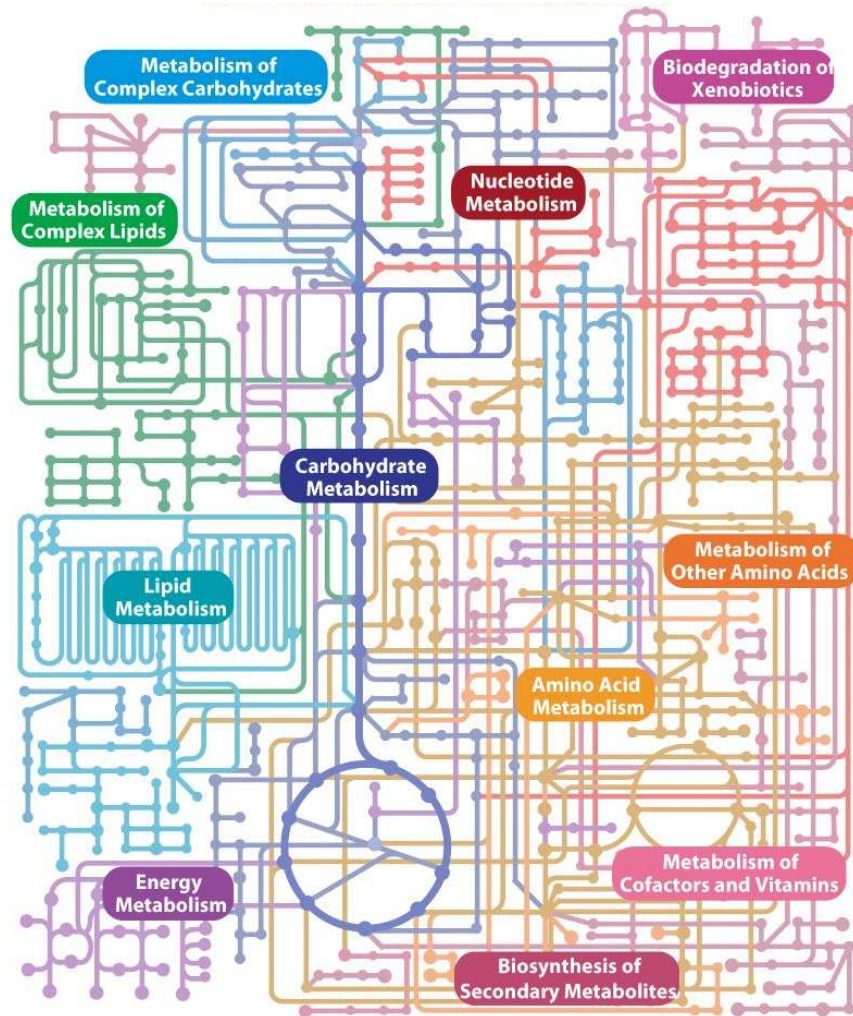 Metabolism of
Complex Carbohydrates
Biodegradation of
Xenobiotics
Nucleotide
Metabolism
Metabolism of
Complex Lipids
Carbohydrate
Metabolism
Metabolism of
Other Amino Acids
Lipid
Metabolism
Amino Acid
Metabolism
Metabolism of
Cofactors and Vitamins
Energy
Metabolism
Biosynthesis of
Secondary Metabolites